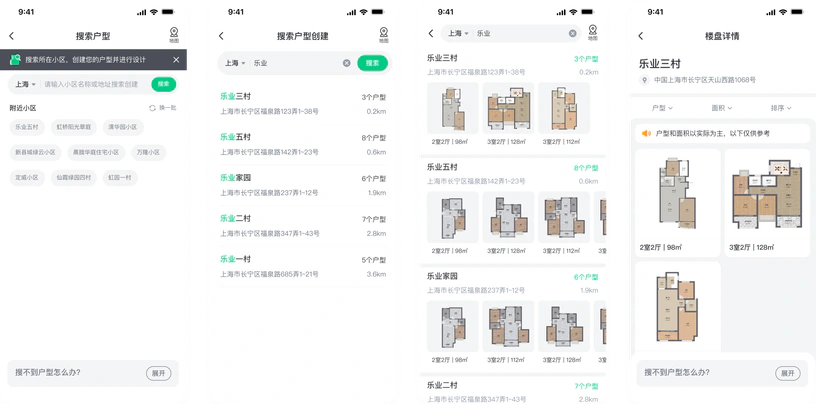 9:41
搜索户型
地图
搜索所在小区，创建您的户型并进行设计
上海
请输入小区名称或地址搜索创建
搜索
附近小区
换一批
乐业五村
虹桥阳光翠庭
清华园小区
新县城绿云小区
嘉路华庭住宅小区
万隆小区
定威小区
仙霞绿园四村
虹园一村
搜不到户型怎么办?
展开
9:41
搜索户型创建
地图
上海
乐业
搜索
乐业三村
3个户型
上海市长宁区福泉路123弄1-38号
0.2km
乐业五村
8个户型
上海市长宁区福泉路142弄1-23号
0.6km
乐业家园
6个户型
上海市长宁区福泉路237弄1-12号
1.9km
乐业二村
7个户型
上海市长宁区福泉路347弄1-43号
2.8km
乐业一村
5个户型
上海市长宁区福泉路685弄1-21号
3.6km
9:41
上海
乐业
地图
乐业三村
3个户型
上海市长宁区福泉路123弄1-38号
0.2km
2室2厅 | 98㎡
3室2厅 | 128㎡
2室2厅 | 112㎡
乐业五村
8个户型
上海市长宁区福泉路142弄1-23号
0.6km
2室2厅 | 98㎡
3室2厅 | 128㎡
3室2厅 | 112㎡
乐业家园
6个户型
上海市长宁区福泉路237弄1-12号
1.9km
2室2厅 | 98㎡
3室2厅 | 112㎡
3室2厅 | 128㎡
乐业二村
7个户型
上海市长宁区福泉路347弄1-43号
2.8km
9:41
楼盘详情
乐业三村
中国上海市长宁区天山西路1068号
户型
面积
排序
户型和面积以实际为主，以下仅供参考
2室2厅 | 98㎡
3室2厅 | 128㎡
搜不到户型怎么办?
展开